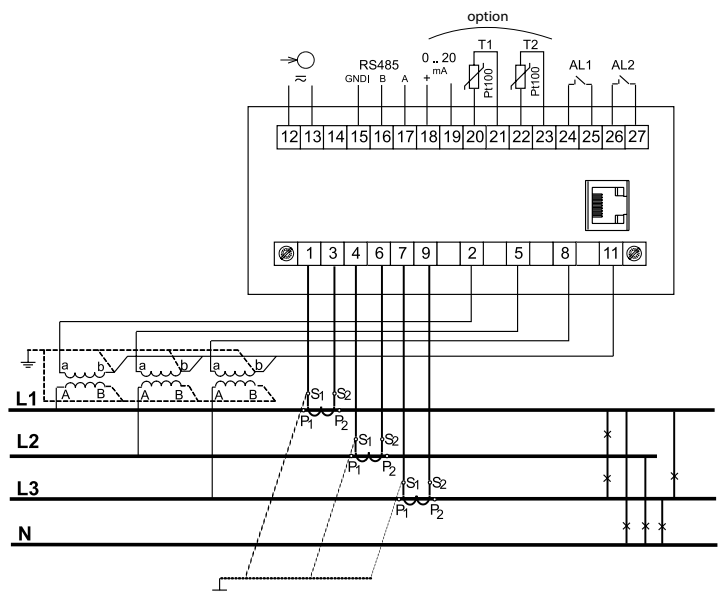 option
RS485
GND B A
0 .. 20
mA
+
T1
Pt100
T2
Pt100
AL1
AL2
≈
12 13 14 15 16 17 18 19 20 21 22 23 24 25 26 27
1 3 4 6 7 9 2 5 8 11
a b a b a b
A B A B A B
L1
S1 S2
P1 P2
L2
S1 S2
P1 P2
L3
S1 S2
P1 P2
N